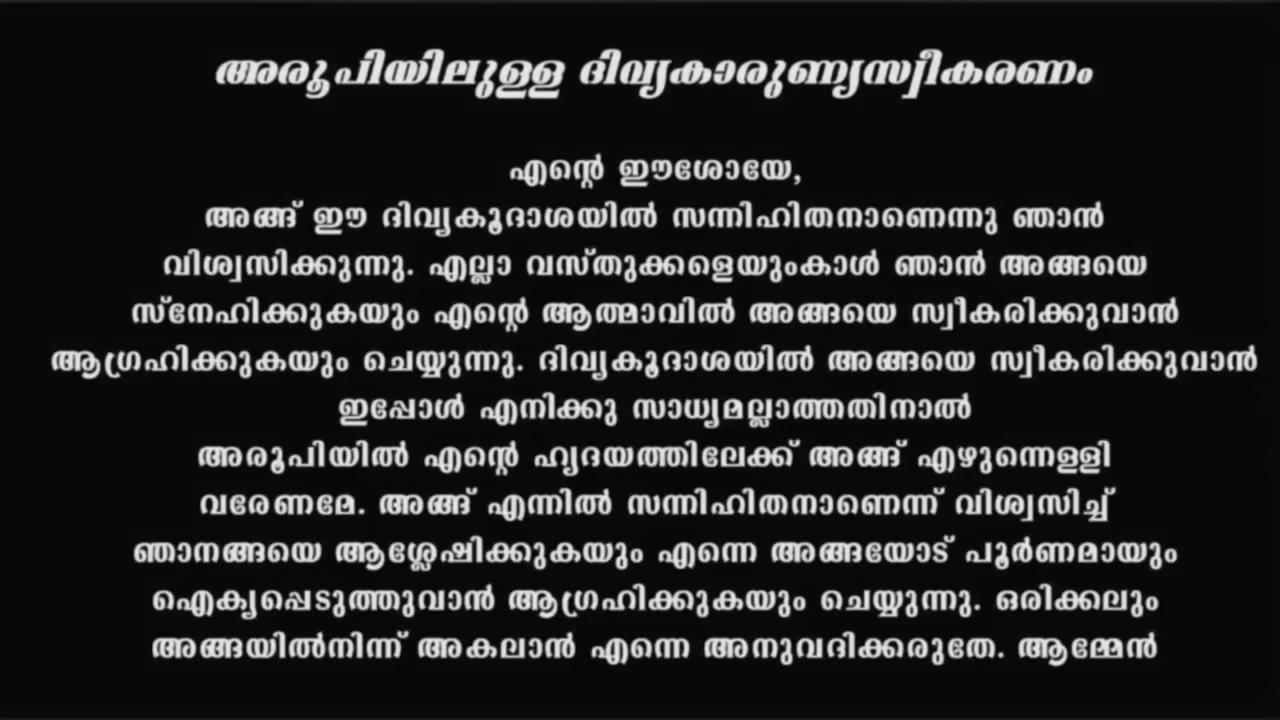 അരൂപിയിലുള്ള ദിവ്യകാരുണ്യസ്വീകരണം
എന്റെ ഈശോയേ,
അങ്ങ് ഈ ദിവ്യകൂദാശയിൽ സന്നിഹിതനാണെന്നു ഞാൻ
വിശ്വസിക്കുന്നു. എല്ലാ വസ്തുക്കളെയുംകാൾ ഞാൻ അങ്ങയെ
സ്നേഹിക്കുകയും എന്റെ ആത്മാവിൽ അങ്ങയെ സ്വീകരിക്കുവാൻ
ആഗ്രഹിക്കുകയും ചെയ്യുന്നു. ദിവ്യകൂദാശയിൽ അങ്ങയെ സ്വീകരിക്കുവാൻ
ഇപ്പോൾ എനിക്കു സാധ്യമല്ലാത്തതിനാൽ
അരൂപിയിൽ എന്റെ ഹൃദയത്തിലേക്ക് അങ്ങ് എഴുന്നെള്ളി
വരേണമേ. അങ്ങ് എന്നിൽ സന്നിഹിതനാണെന്ന് വിശ്വസിച്ച്
ഞാനങ്ങയെ ആശ്ലേഷിക്കുകയും എന്നെ അങ്ങയോട് പൂർണമായും
ഐക്യപ്പെടുത്തുവാൻ ആഗ്രഹിക്കുകയും ചെയ്യുന്നു. ഒരിക്കലും
അങ്ങയിൽനിന്ന് അകലാൻ എന്നെ അനുവദിക്കരുതേ. ആമ്മേൻ